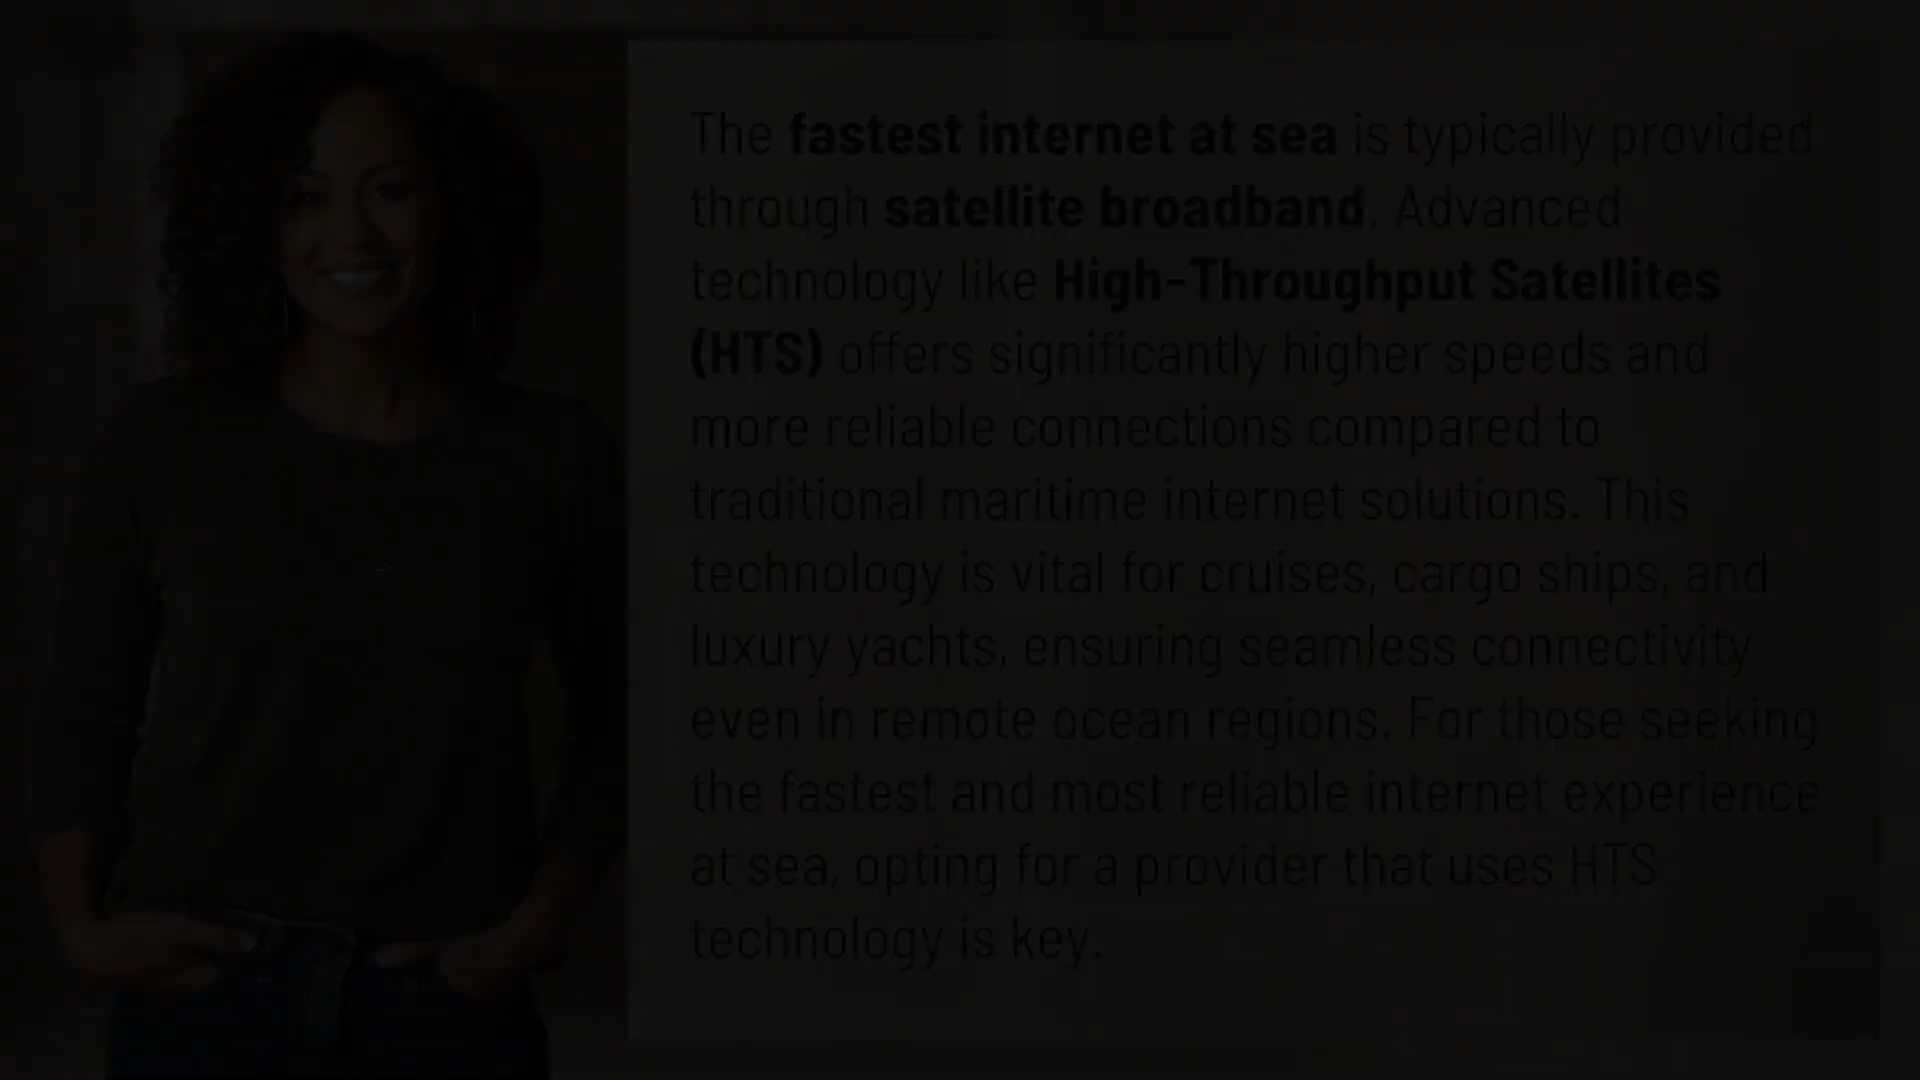 The fastest internet at sea is typically provided
through satellite broadband. Advanced
technology like High-Throughput Satellites
(HTS) offers significantly higher speeds and
more reliable connections compared to
traditional maritime internet solutions. This
technology is vital for cruises, cargo ships, and
luxury yachts, ensuring seamless connectivity
even in remote ocean regions. For those seeking
the fastest and most reliable internet experience
at sea, opting for a provider that uses HTS
technology is key.